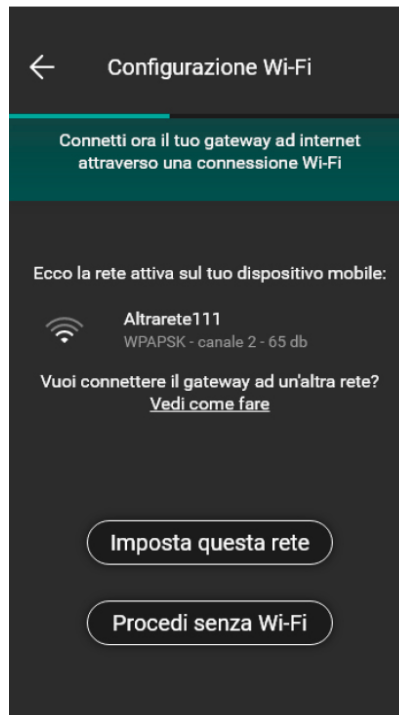 Configurazione Wi-Fi
Connetti ora il tuo gateway ad internet
attraverso una connessione Wi-Fi
Ecco la rete attiva sul tuo dispositivo mobile:
Altrarete111
WPAPSK - canale 2 - 65 db
Vuoi connettere il gateway ad un'altra rete?
Vedi come fare
Imposta questa rete
Procedi senza Wi-Fi